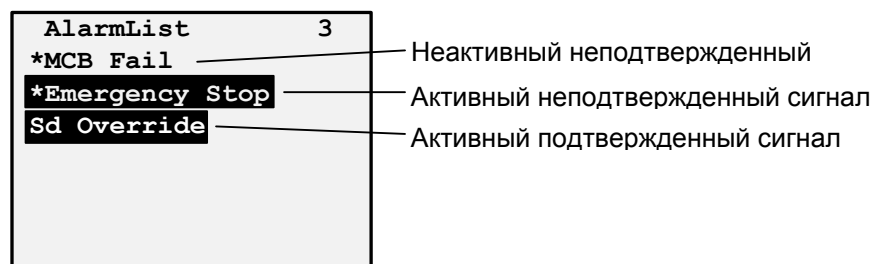 AlarmList 3
*MCB Fail
Неактивный неподтвержденный
*Emergency Stop
Активный неподтвержденный сигнал
Sd Override
Активный подтвержденный сигнал